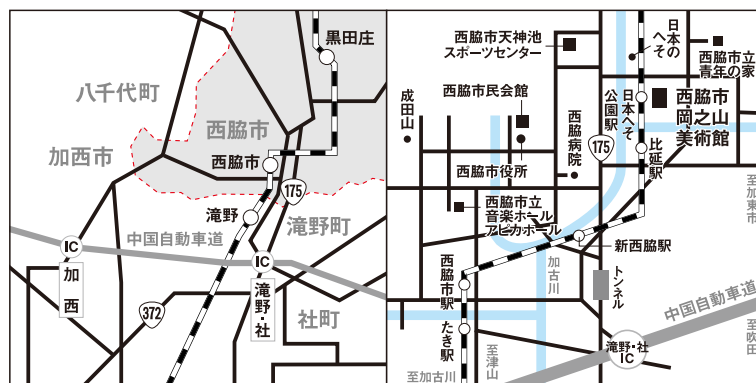 黒田庄
八千代町
西脇市
加西市
西脇市
175
滝野
滝野町
中国自動車道
IC
加西
IC
滝野・社
372
社町
西脇市天神池
スポーツセンター
日本の
へそ
西脇市立
青年の家
西脇市民会館
成田山
西脇市
岡之山
美術館
日本へそ
公園駅
西脇病院
175
比延駅
西脇市役所
至加東市
西脇市立
音楽ホール
アピカホール
新西脇駅
加古川
西脇市駅
トンネル
中国自動車道
たき駅
滝野・社
IC
至津山
至吹田
至加古川